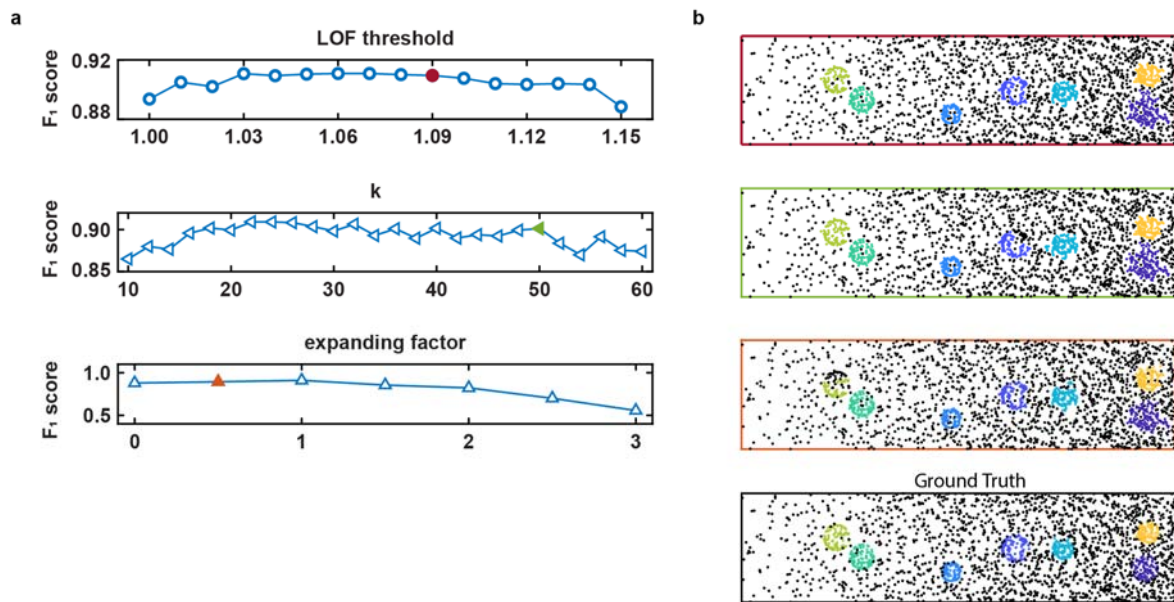 a
LOF threshold
F₁ score
0.92
0.88
1.00 1.03 1.06 1.09 1.12 1.15
k
F₁ score
0.90
0.85
10 20 30 40 50 60
expanding factor
F₁ score
1.0
0.5
0 1 2 3
b
Ground Truth